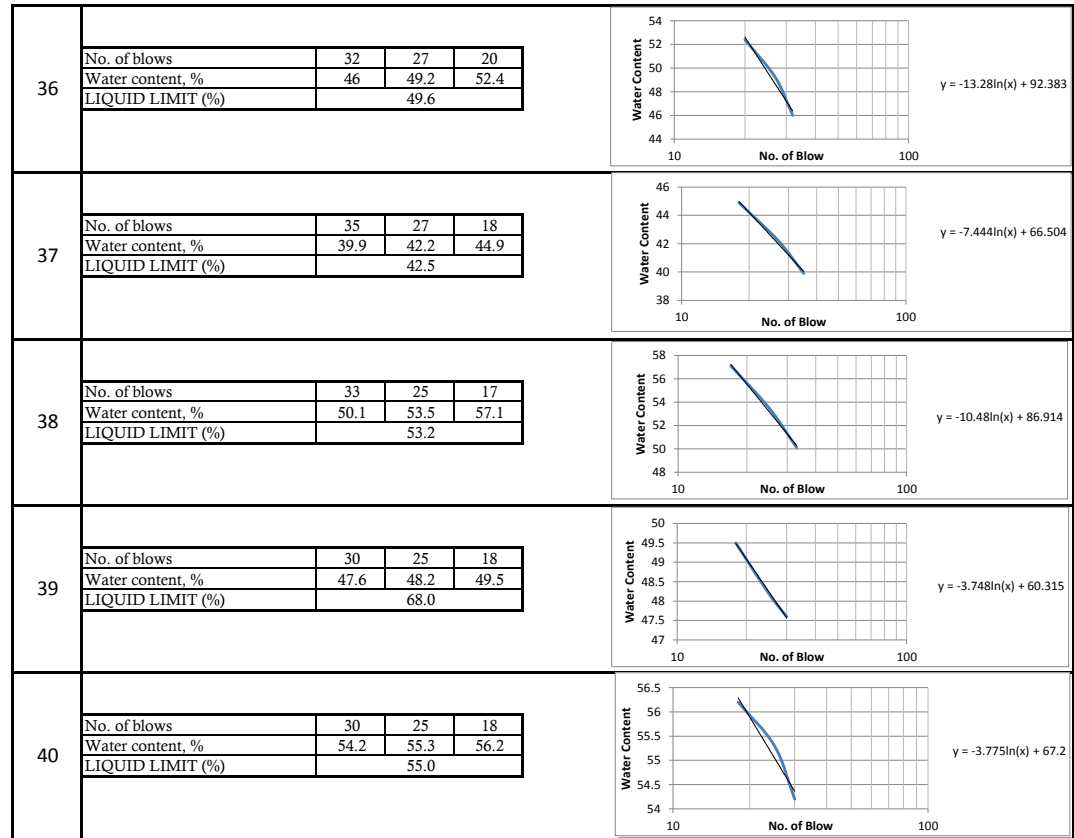 36
No. of blows 32 27 20
Water content, % 46 49.2 52.4
LIQUID LIMIT (%) 49.6
54
52
50
48
46
44
Water Content
10 100
No. of Blow
y = -13.28ln(x) + 92.383
37
No. of blows 35 27 18
Water content, % 39.9 42.2 44.9
LIQUID LIMIT (%) 42.5
46
44
42
40
38
Water Content
10 100
No. of Blow
y = -7.444ln(x) + 66.504
38
No. of blows 33 25 17
Water content, % 50.1 53.5 57.1
LIQUID LIMIT (%) 53.2
58
56
54
52
50
48
Water Content
10 100
No. of Blow
y = -10.48ln(x) + 86.914
39
No. of blows 30 25 18
Water content, % 47.6 48.2 49.5
LIQUID LIMIT (%) 68.0
50
49.5
49
48.5
48
47.5
47
Water Content
10 100
No. of Blow
y = -3.748ln(x) + 60.315
40
No. of blows 30 25 18
Water content, % 54.2 55.3 56.2
LIQUID LIMIT (%) 55.0
56.5
56
55.5
55
54.5
54
Water Content
10 100
No. of Blow
y = -3.775ln(x) + 67.2